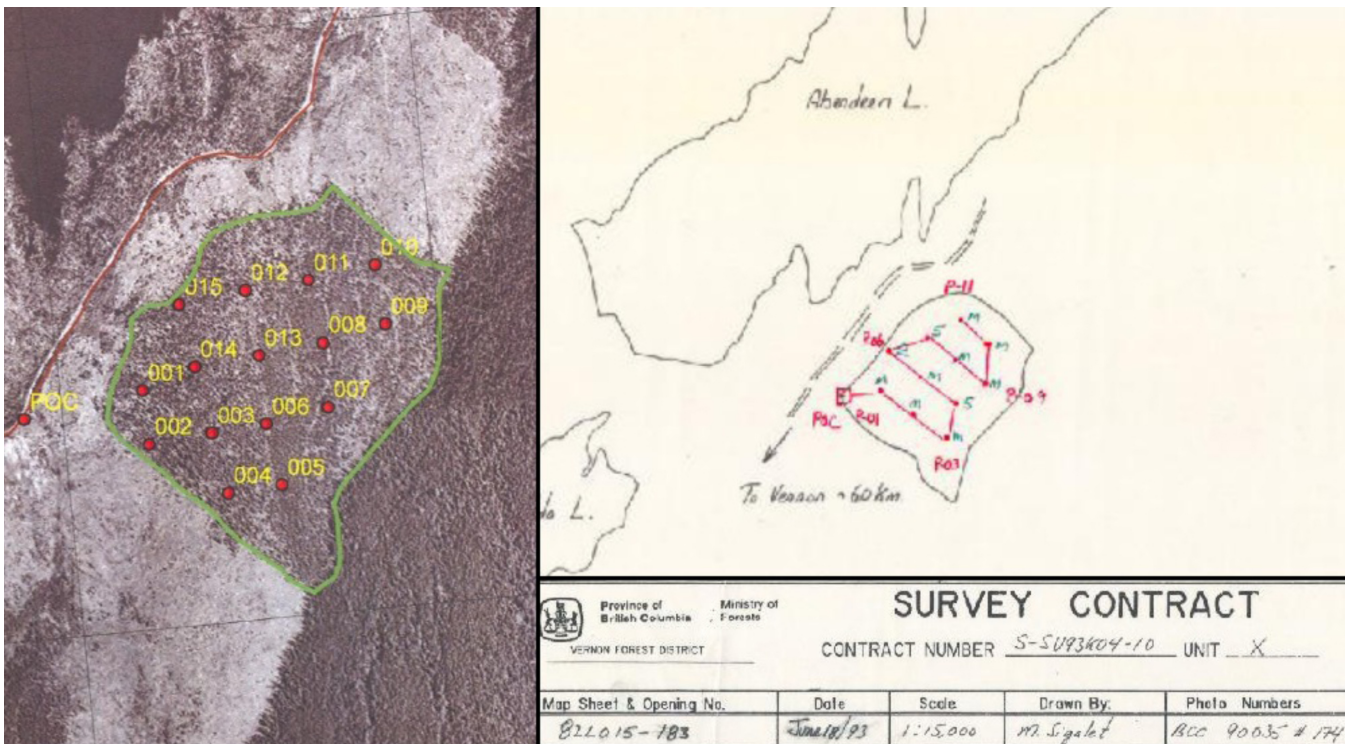 010
011
012
015
009
008
013
014
001
007
006
003
002
POC
005
004
Aberdeen L.
P-11
S
M
P06
M
M
M
M
S
M
M
P-09
POC
P-01
M
P03
To Vernon ~60 Km
L.
Province of
British Columbia
Ministry of
Forests
VERNON FOREST DISTRICT
SURVEY CONTRACT
CONTRACT NUMBER S-SU93K04-10 UNIT X
Map Sheet & Opening No. Date Scale Drawn By: Photo Numbers
82L015-183 June 18/93 1:15,000 M. Sigalet BCC 90035 # 174